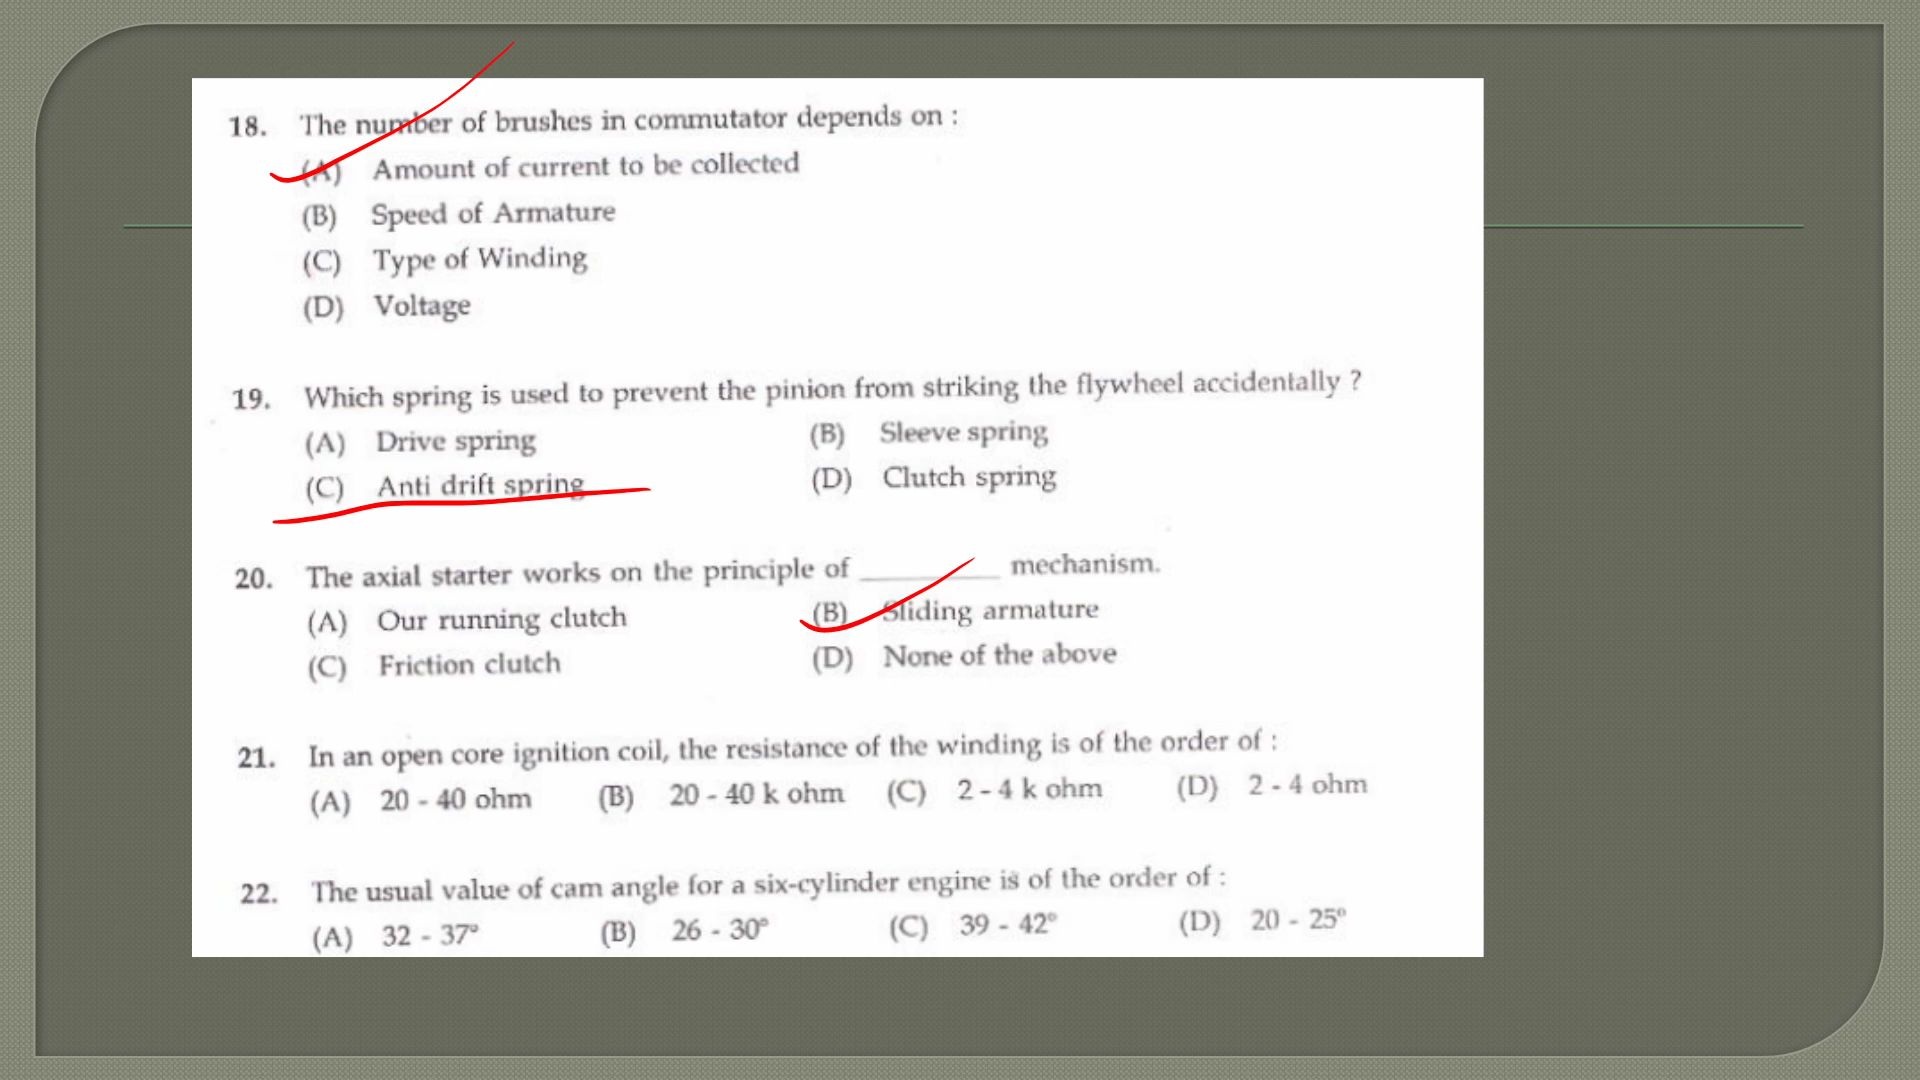 18. The number of brushes in commutator depends on :
(A) Amount of current to be collected
(B) Speed of Armature
(C) Type of Winding
(D) Voltage
19. Which spring is used to prevent the pinion from striking the flywheel accidentally ?
(A) Drive spring (B) Sleeve spring
(C) Anti drift spring (D) Clutch spring
20. The axial starter works on the principle of __________ mechanism.
(A) Our running clutch (B) Sliding armature
(C) Friction clutch (D) None of the above
21. In an open core ignition coil, the resistance of the winding is of the order of :
(A) 20 - 40 ohm (B) 20 - 40 k ohm (C) 2 - 4 k ohm (D) 2 - 4 ohm
22. The usual value of cam angle for a six-cylinder engine is of the order of :
(A) 32 - 37° (B) 26 - 30° (C) 39 - 42° (D) 20 - 25°